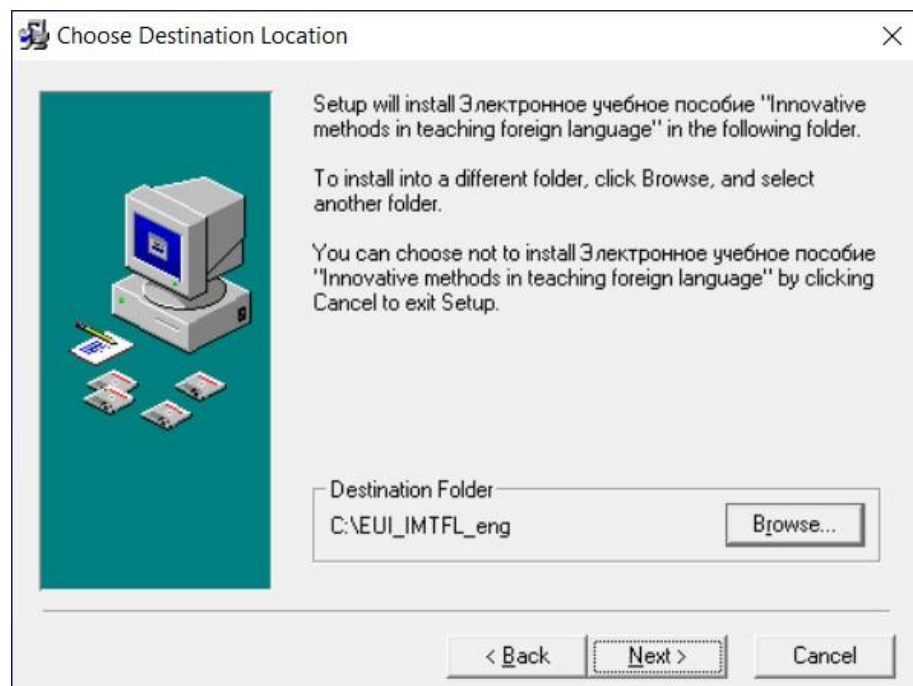 Choose Destination Location
Setup will install Электронное учебное пособие "Innovative
methods in teaching foreign language" in the following folder.
To install into a different folder, click Browse, and select
another folder.
You can choose not to install Электронное учебное пособие
"Innovative methods in teaching foreign language" by clicking
Cancel to exit Setup.
Destination Folder
C:\EUI_IMTFL_eng
Browse...
< Back
Next >
Cancel